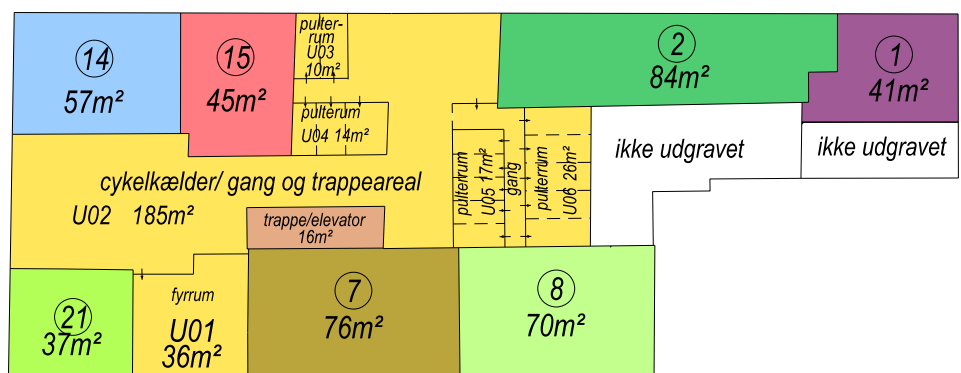 14
57m²
15
45m²
pulter-
rum
U03
10m²
pulterum
U04 14m²
2
84m²
1
41m²
ikke udgravet
ikke udgravet
cykelkælder/ gang og trappeareal
U02 185m²
trappe/elevator
16m²
pulterrum
U05 17m²
gang
pulterrum
U06 26m²
21
37m²
fyrrum
U01
36m²
7
76m²
8
70m²